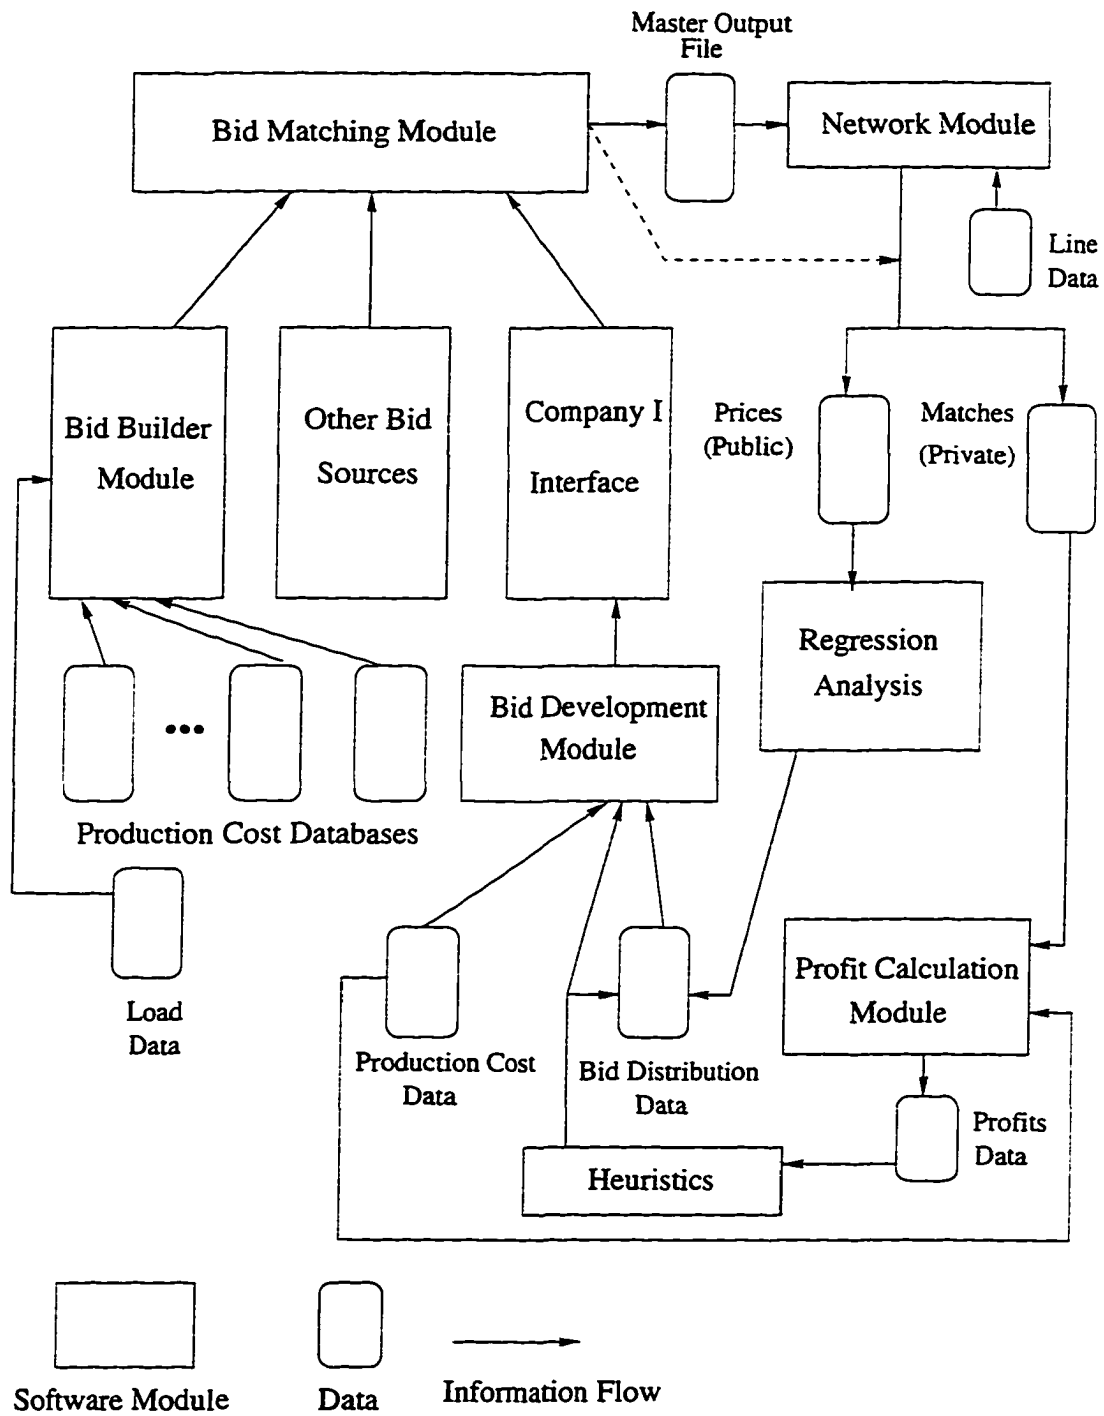 Master Output
File
Bid Matching Module
Network Module
Line
Data
Bid Builder
Module
Other Bid
Sources
Company I
Interface
Prices
(Public)
Matches
(Private)
Regression
Analysis
Bid Development
Module
Production Cost Databases
Load
Data
Production Cost
Data
Bid Distribution
Data
Profit Calculation
Module
Profits
Data
Heuristics
Software Module
Data
Information Flow